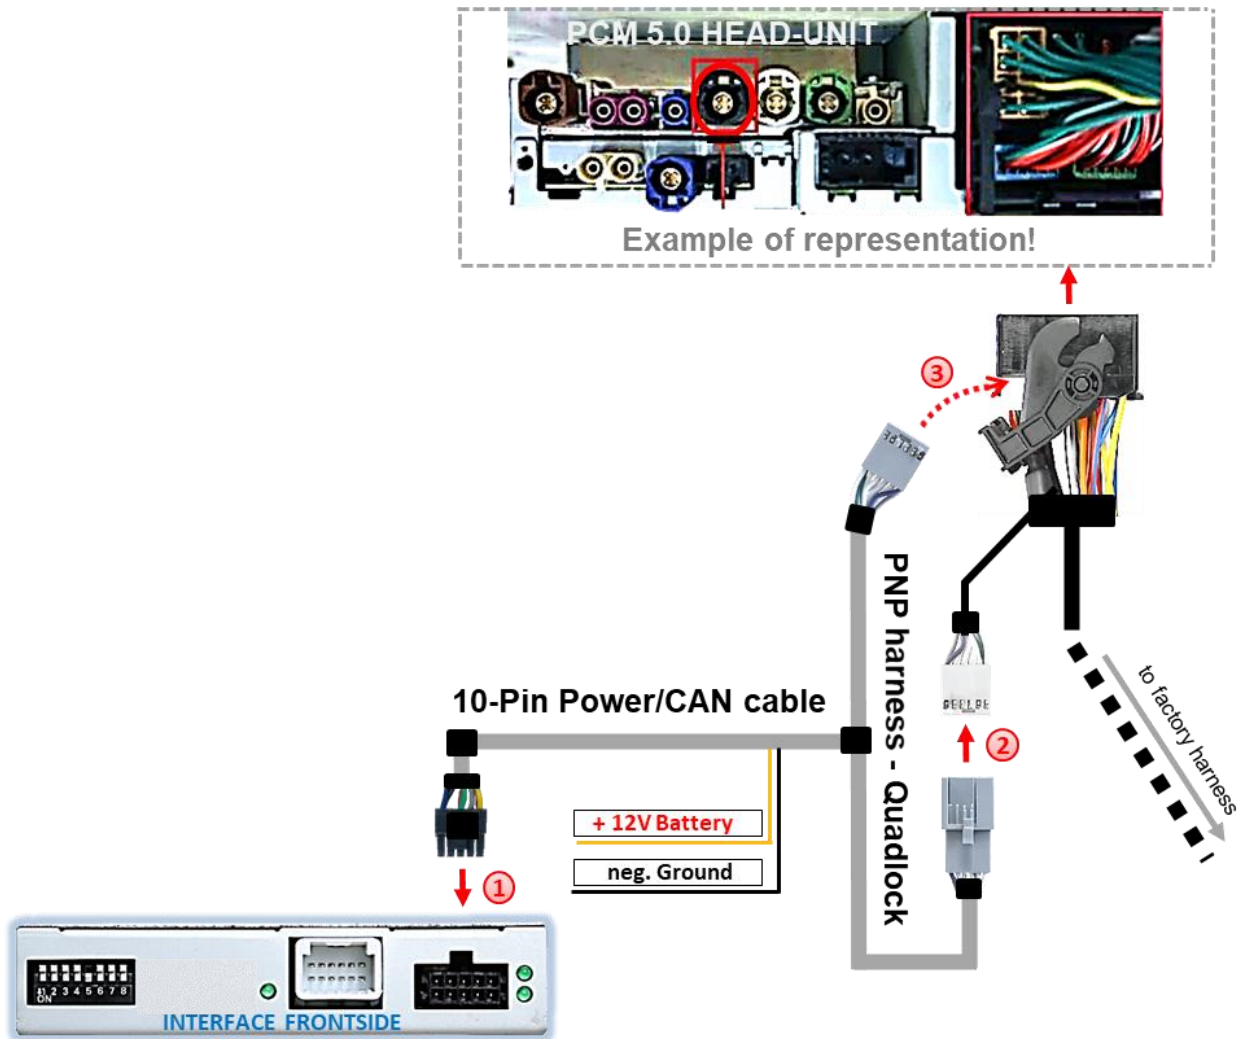 PCM 5.0 HEAD-UNIT
Example of representation!
3
PNP harness - Quadlock
to factory harness
10-Pin Power/CAN cable
2
+ 12V Battery
neg. Ground
1
1 2 3 4 5 6 7 8
ON
INTERFACE FRONTSIDE